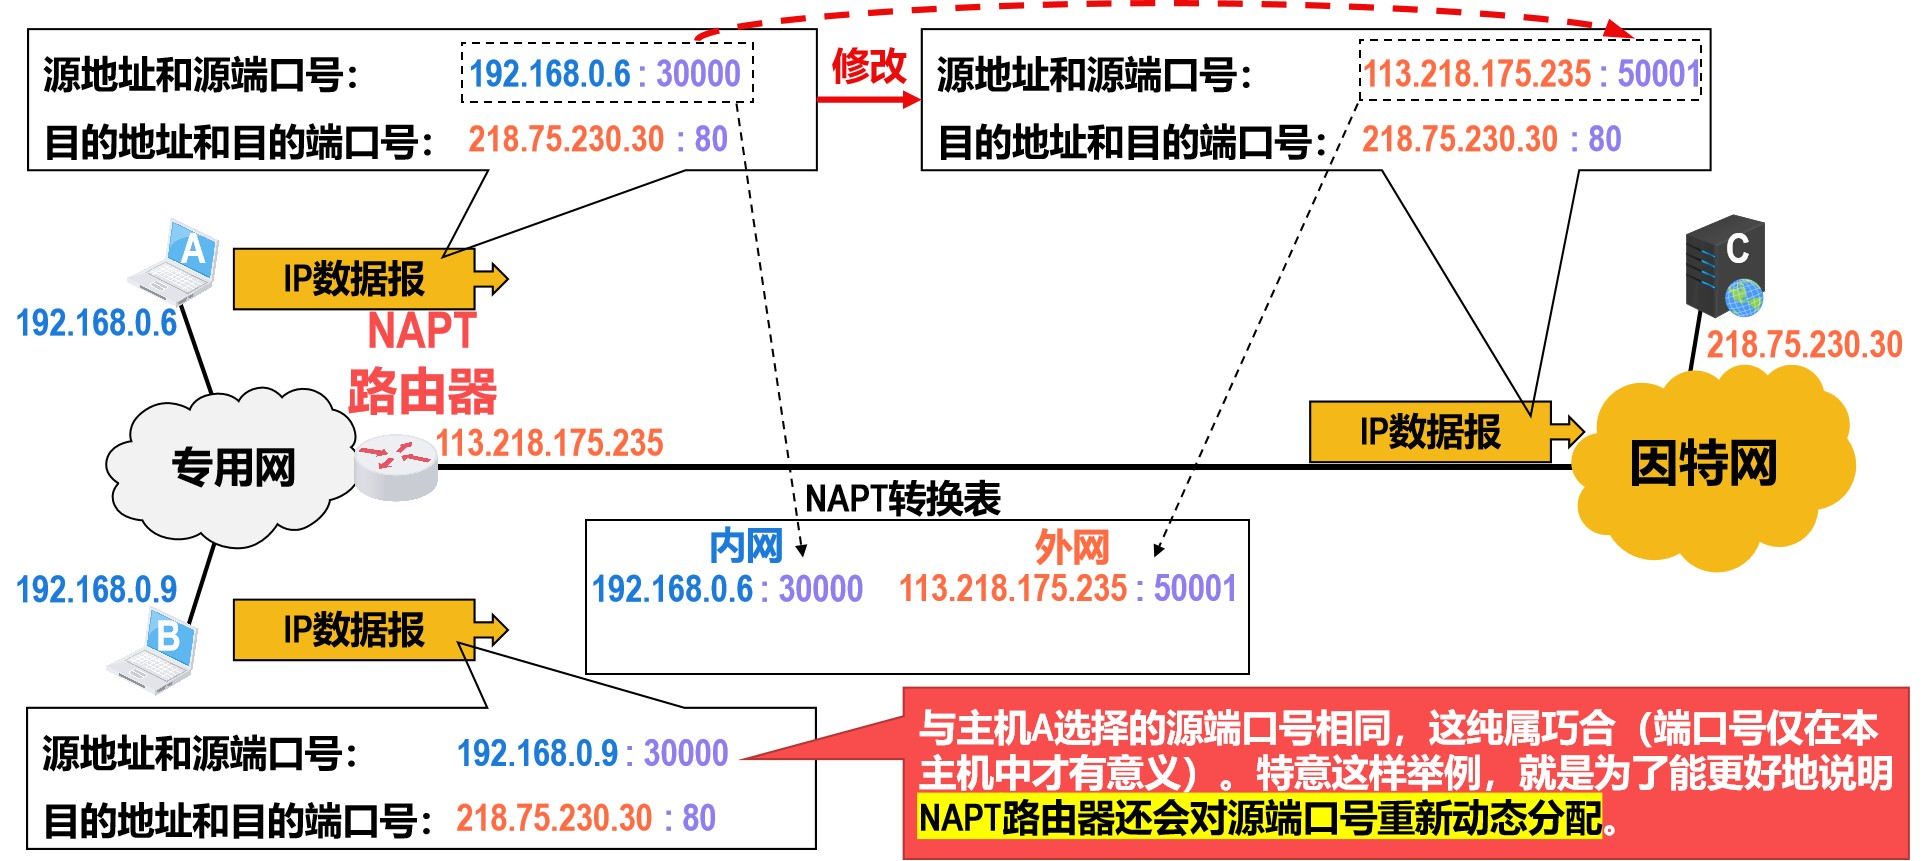 源地址和源端口号： 192.168.0.6 : 30000
目的地址和目的端口号： 218.75.230.30 : 80
修改
源地址和源端口号： 113.218.175.235 : 50001
目的地址和目的端口号： 218.75.230.30 : 80
A
IP数据报
192.168.0.6
NAPT
路由器
113.218.175.235
专用网
C
218.75.230.30
IP数据报
因特网
NAPT转换表
内网 外网
192.168.0.6 : 30000 113.218.175.235 : 50001
192.168.0.9
B
IP数据报
源地址和源端口号： 192.168.0.9 : 30000
目的地址和目的端口号： 218.75.230.30 : 80
与主机A选择的源端口号相同，这纯属巧合（端口号仅在本
主机中才有意义）。特意这样举例，就是为了能更好地说明
NAPT路由器还会对源端口号重新动态分配。